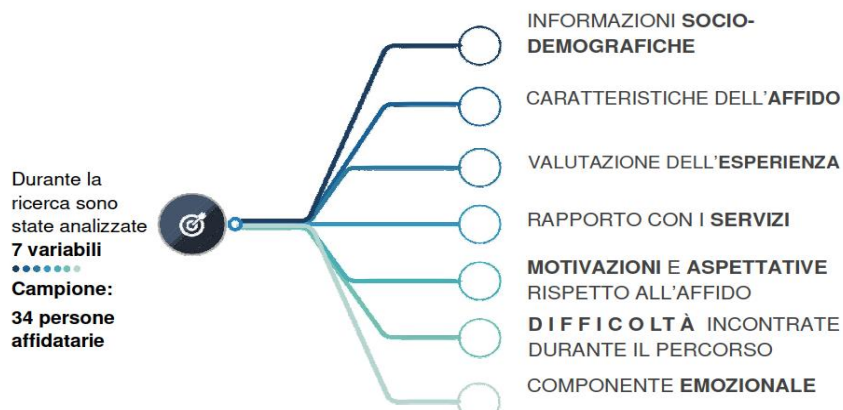 Durante la
ricerca sono
state analizzate
7 variabili
Campione:
34 persone
affidatarie
INFORMAZIONI SOCIO-
DEMOGRAFICHE
CARATTERISTICHE DELL'AFFIDO
VALUTAZIONE DELL'ESPERIENZA
RAPPORTO CON I SERVIZI
MOTIVAZIONI E ASPETTATIVE
RISPETTO ALL'AFFIDO
DIFFICOLTÀ INCONTRATE
DURANTE IL PERCORSO
COMPONENTE EMOZIONALE